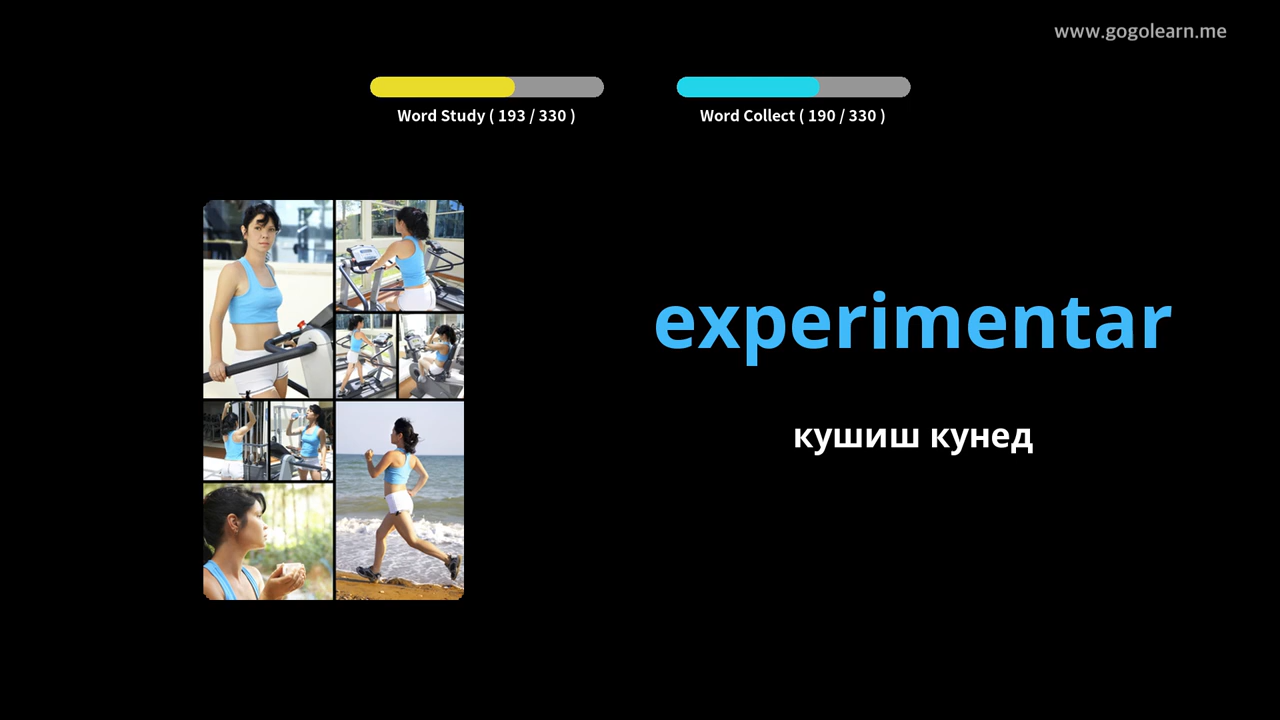 www.gogolearn.me
Word Study ( 193 / 330 )
Word Collect ( 190 / 330 )
experimentar
кушиш кунед